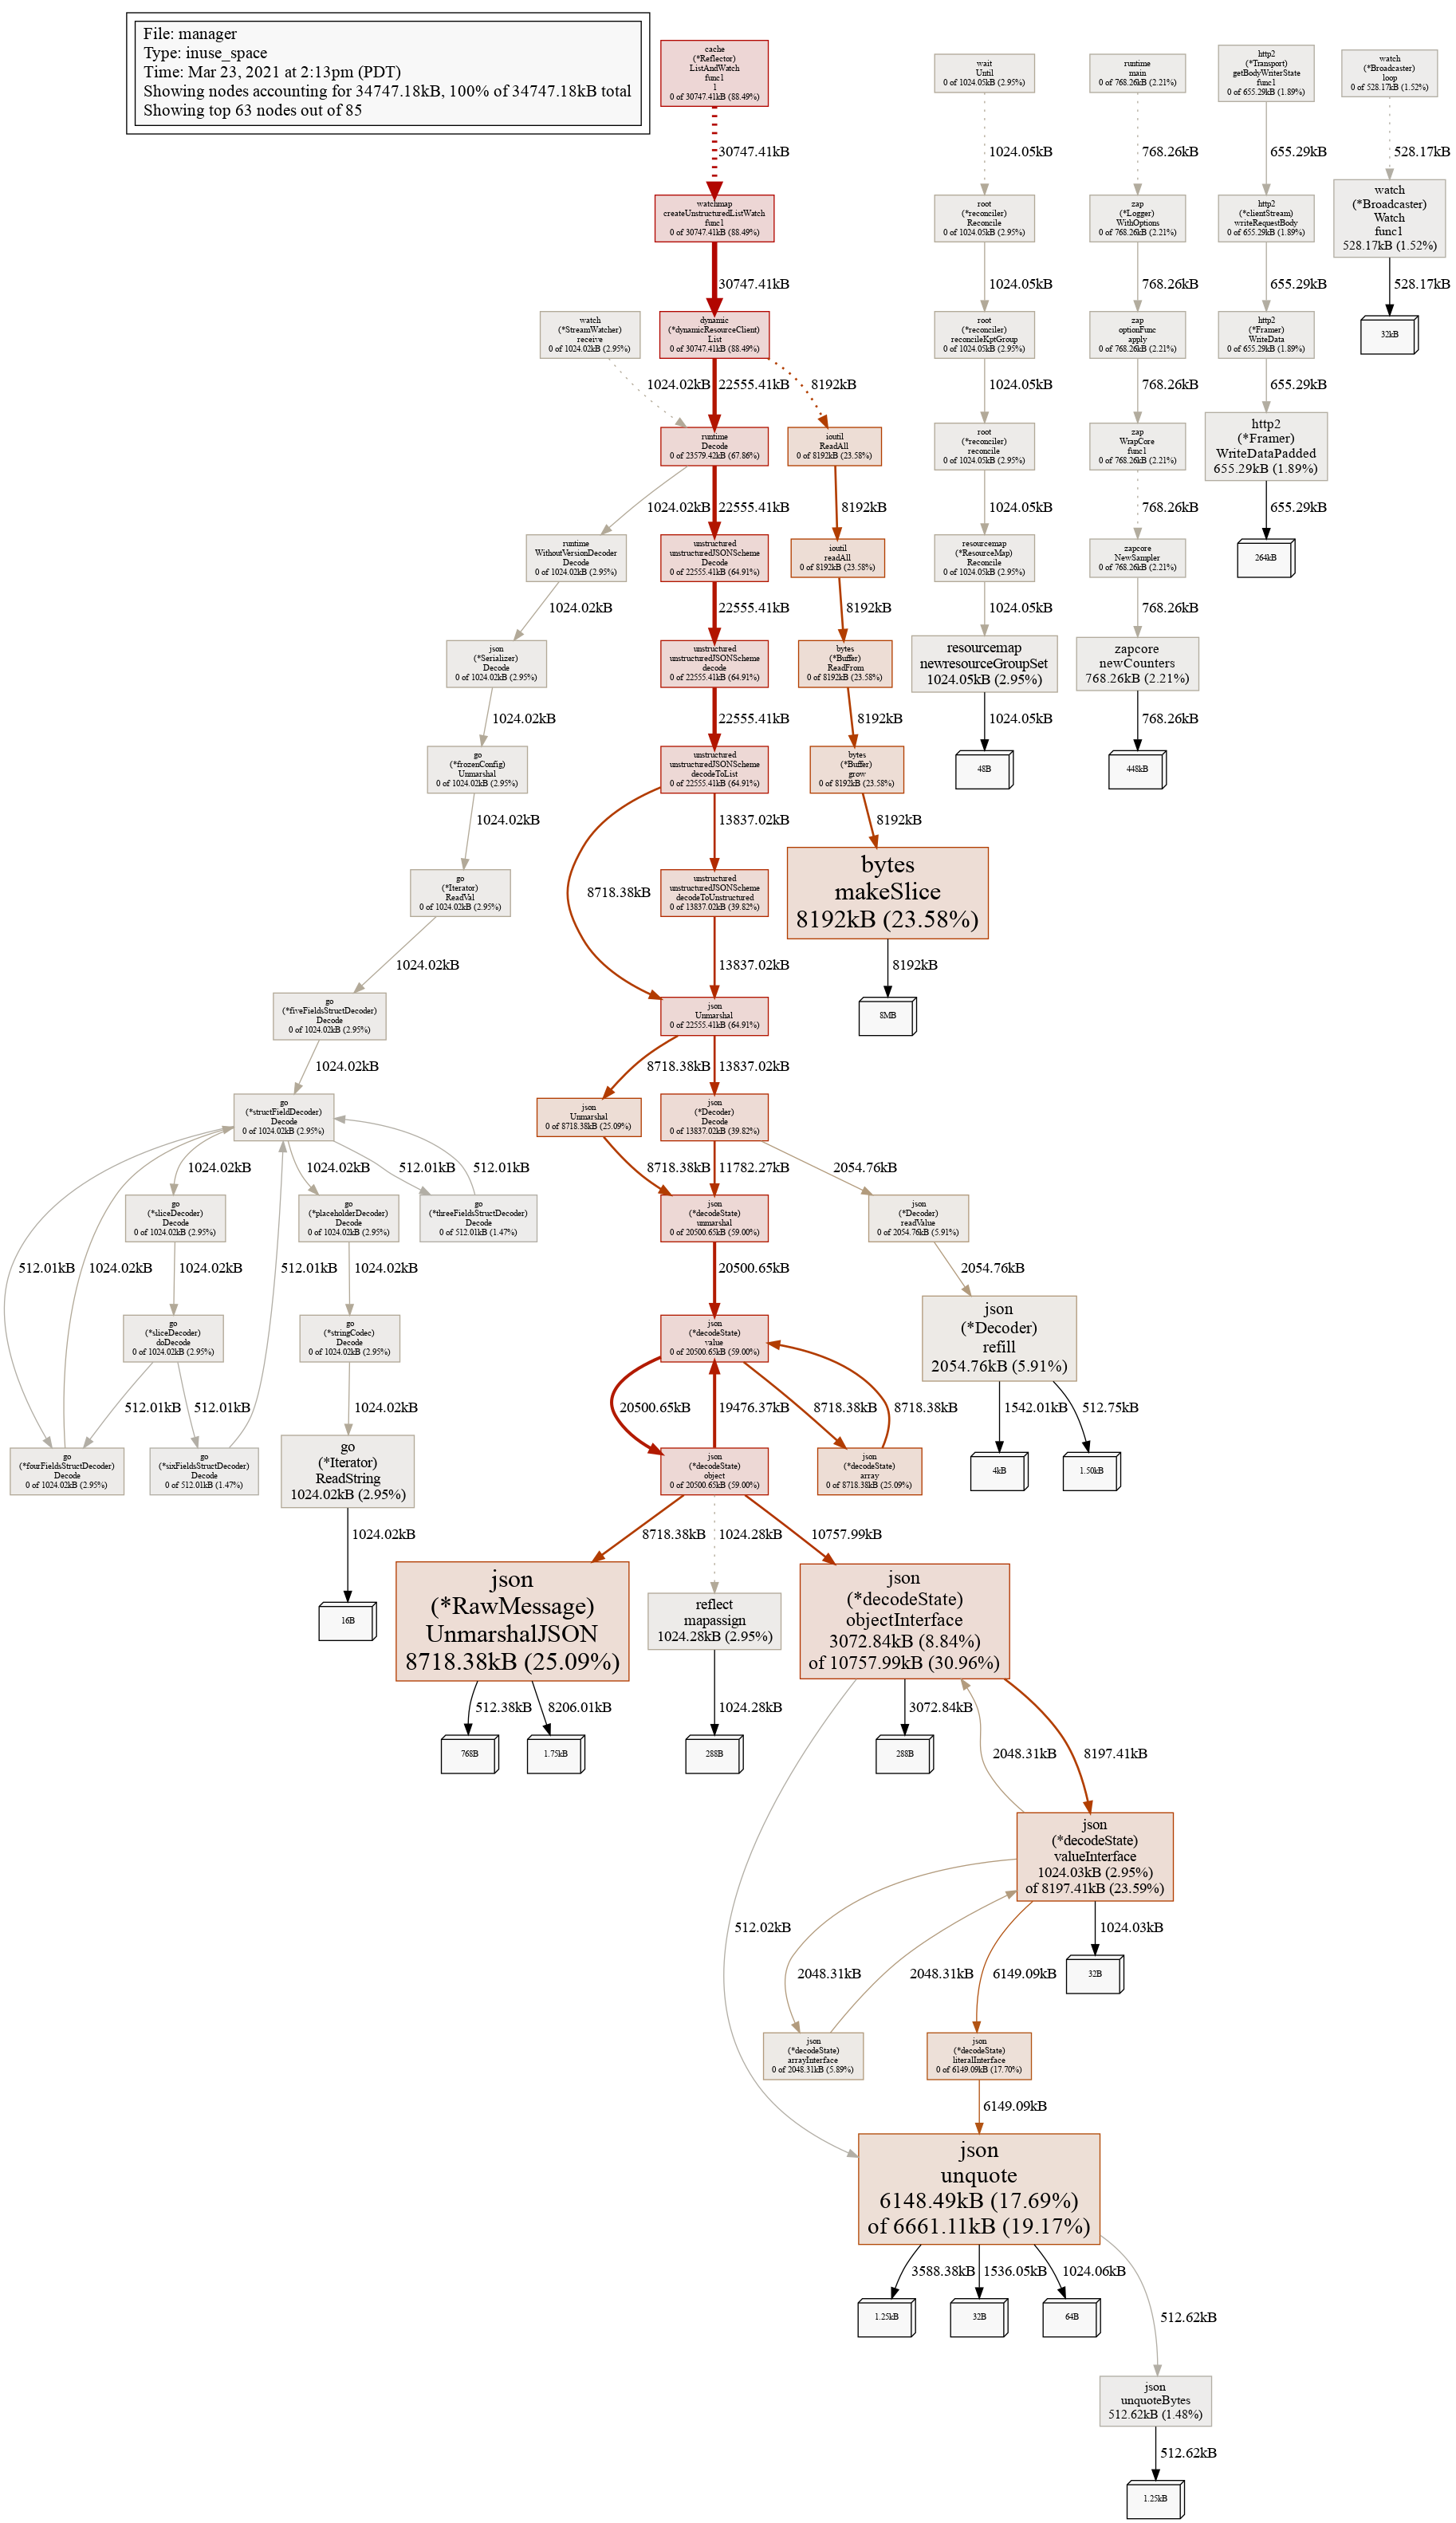 File: manager
Type: inuse_space
Time: Mar 23, 2021 at 2:13pm (PDT)
Showing nodes accounting for 34747.18kB, 100% of 34747.18kB total
Showing top 63 nodes out of 85
cache
(*Reflector)
ListAndWatch
func1
1
0 of 30747.41kB (88.49%)
wait
Until
0 of 1024.05kB (2.95%)
runtime
main
0 of 768.26kB (2.21%)
http2
(*Transport)
getBodyWriterState
func1
0 of 655.29kB (1.89%)
watch
(*Broadcaster)
loop
0 of 528.17kB (1.52%)
30747.41kB
1024.05kB
768.26kB
655.29kB
528.17kB
watchmap
createUnstructuredListWatch
func1
0 of 30747.41kB (88.49%)
root
(*reconciler)
Reconcile
0 of 1024.05kB (2.95%)
zap
(*Logger)
WithOptions
0 of 768.26kB (2.21%)
http2
(*clientStream)
writeRequestBody
0 of 655.29kB (1.89%)
watch
(*Broadcaster)
Watch
func1
528.17kB (1.52%)
30747.41kB
1024.05kB
768.26kB
655.29kB
528.17kB
watch
(*StreamWatcher)
receive
0 of 1024.02kB (2.95%)
dynamic
(*dynamicResourceClient)
List
0 of 30747.41kB (88.49%)
root
(*reconciler)
reconcileKptGroup
0 of 1024.05kB (2.95%)
zap
optionFunc
apply
0 of 768.26kB (2.21%)
http2
(*Framer)
WriteData
0 of 655.29kB (1.89%)
32kB
1024.02kB
22555.41kB
8192kB
1024.05kB
768.26kB
655.29kB
runtime
Decode
0 of 23579.42kB (67.86%)
ioutil
ReadAll
0 of 8192kB (23.58%)
root
(*reconciler)
reconcile
0 of 1024.05kB (2.95%)
zap
WrapCore
func1
0 of 768.26kB (2.21%)
http2
(*Framer)
WriteDataPadded
655.29kB (1.89%)
1024.02kB
22555.41kB
8192kB
1024.05kB
768.26kB
655.29kB
runtime
WithoutVersionDecoder
Decode
0 of 1024.02kB (2.95%)
unstructured
unstructuredJSONScheme
Decode
0 of 22555.41kB (64.91%)
ioutil
readAll
0 of 8192kB (23.58%)
resourcemap
(*ResourceMap)
Reconcile
0 of 1024.05kB (2.95%)
zapcore
NewSampler
0 of 768.26kB (2.21%)
264kB
1024.02kB
22555.41kB
8192kB
1024.05kB
768.26kB
json
(*Serializer)
Decode
0 of 1024.02kB (2.95%)
unstructured
unstructuredJSONScheme
decode
0 of 22555.41kB (64.91%)
bytes
(*Buffer)
ReadFrom
0 of 8192kB (23.58%)
resourcemap
newresourceGroupSet
1024.05kB (2.95%)
zapcore
newCounters
768.26kB (2.21%)
1024.02kB
22555.41kB
8192kB
1024.05kB
768.26kB
go
(*frozenConfig)
Unmarshal
0 of 1024.02kB (2.95%)
unstructured
unstructuredJSONScheme
decodeToList
0 of 22555.41kB (64.91%)
bytes
(*Buffer)
grow
0 of 8192kB (23.58%)
48B
448kB
1024.02kB
13837.02kB
8192kB
go
(*Iterator)
ReadVal
0 of 1024.02kB (2.95%)
8718.38kB
unstructured
unstructuredJSONScheme
decodeToUnstructured
0 of 13837.02kB (39.82%)
bytes
makeSlice
8192kB (23.58%)
1024.02kB
13837.02kB
8192kB
go
(*fiveFieldsStructDecoder)
Decode
0 of 1024.02kB (2.95%)
json
Unmarshal
0 of 22555.41kB (64.91%)
8MB
1024.02kB
8718.38kB
13837.02kB
go
(*structFieldDecoder)
Decode
0 of 1024.02kB (2.95%)
json
Unmarshal
0 of 8718.38kB (25.09%)
json
(*Decoder)
Decode
0 of 13837.02kB (39.82%)
1024.02kB
1024.02kB
512.01kB
512.01kB
8718.38kB
11782.27kB
2054.76kB
go
(*sliceDecoder)
Decode
0 of 1024.02kB (2.95%)
go
(*placeholderDecoder)
Decode
0 of 1024.02kB (2.95%)
go
(*threeFieldsStructDecoder)
Decode
0 of 512.01kB (1.47%)
json
(*decodeState)
unmarshal
0 of 20500.65kB (59.00%)
json
(*Decoder)
readValue
0 of 2054.76kB (5.91%)
512.01kB
1024.02kB
1024.02kB
512.01kB
1024.02kB
20500.65kB
2054.76kB
go
(*sliceDecoder)
doDecode
0 of 1024.02kB (2.95%)
go
(*stringCodec)
Decode
0 of 1024.02kB (2.95%)
json
(*decodeState)
value
0 of 20500.65kB (59.00%)
json
(*Decoder)
refill
2054.76kB (5.91%)
512.01kB
512.01kB
1024.02kB
20500.65kB
19476.37kB
8718.38kB
8718.38kB
1542.01kB
512.75kB
go
(*fourFieldsStructDecoder)
Decode
0 of 1024.02kB (2.95%)
go
(*sixFieldsStructDecoder)
Decode
0 of 512.01kB (1.47%)
go
(*Iterator)
ReadString
1024.02kB (2.95%)
json
(*decodeState)
object
0 of 20500.65kB (59.00%)
json
(*decodeState)
array
0 of 8718.38kB (25.09%)
4kB
1.50kB
1024.02kB
8718.38kB
1024.28kB
10757.99kB
16B
json
(*RawMessage)
UnmarshalJSON
8718.38kB (25.09%)
reflect
mapassign
1024.28kB (2.95%)
json
(*decodeState)
objectInterface
3072.84kB (8.84%)
of 10757.99kB (30.96%)
512.38kB
8206.01kB
1024.28kB
3072.84kB
768B
1.75kB
288B
288B
2048.31kB
8197.41kB
json
(*decodeState)
valueInterface
1024.03kB (2.95%)
of 8197.41kB (23.59%)
512.02kB
1024.03kB
2048.31kB
2048.31kB
6149.09kB
32B
json
(*decodeState)
arrayInterface
0 of 2048.31kB (5.89%)
json
(*decodeState)
literalInterface
0 of 6149.09kB (17.70%)
6149.09kB
json
unquote
6148.49kB (17.69%)
of 6661.11kB (19.17%)
3588.38kB
1536.05kB
1024.06kB
1.25kB
32B
64B
512.62kB
json
unquoteBytes
512.62kB (1.48%)
512.62kB
1.25kB